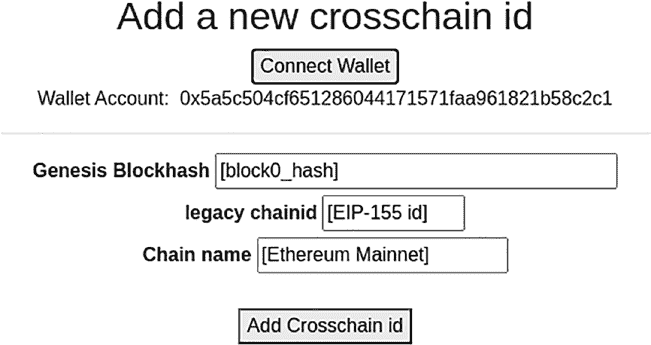 Add a new crosschain id
Connect Wallet
Wallet Account: 0x5a5c504cf651286044171571faa961821b58c2c1
Genesis Blockhash [block0_hash]
legacy chainid [EIP-155 id]
Chain name [Ethereum Mainnet]
Add Crosschain id